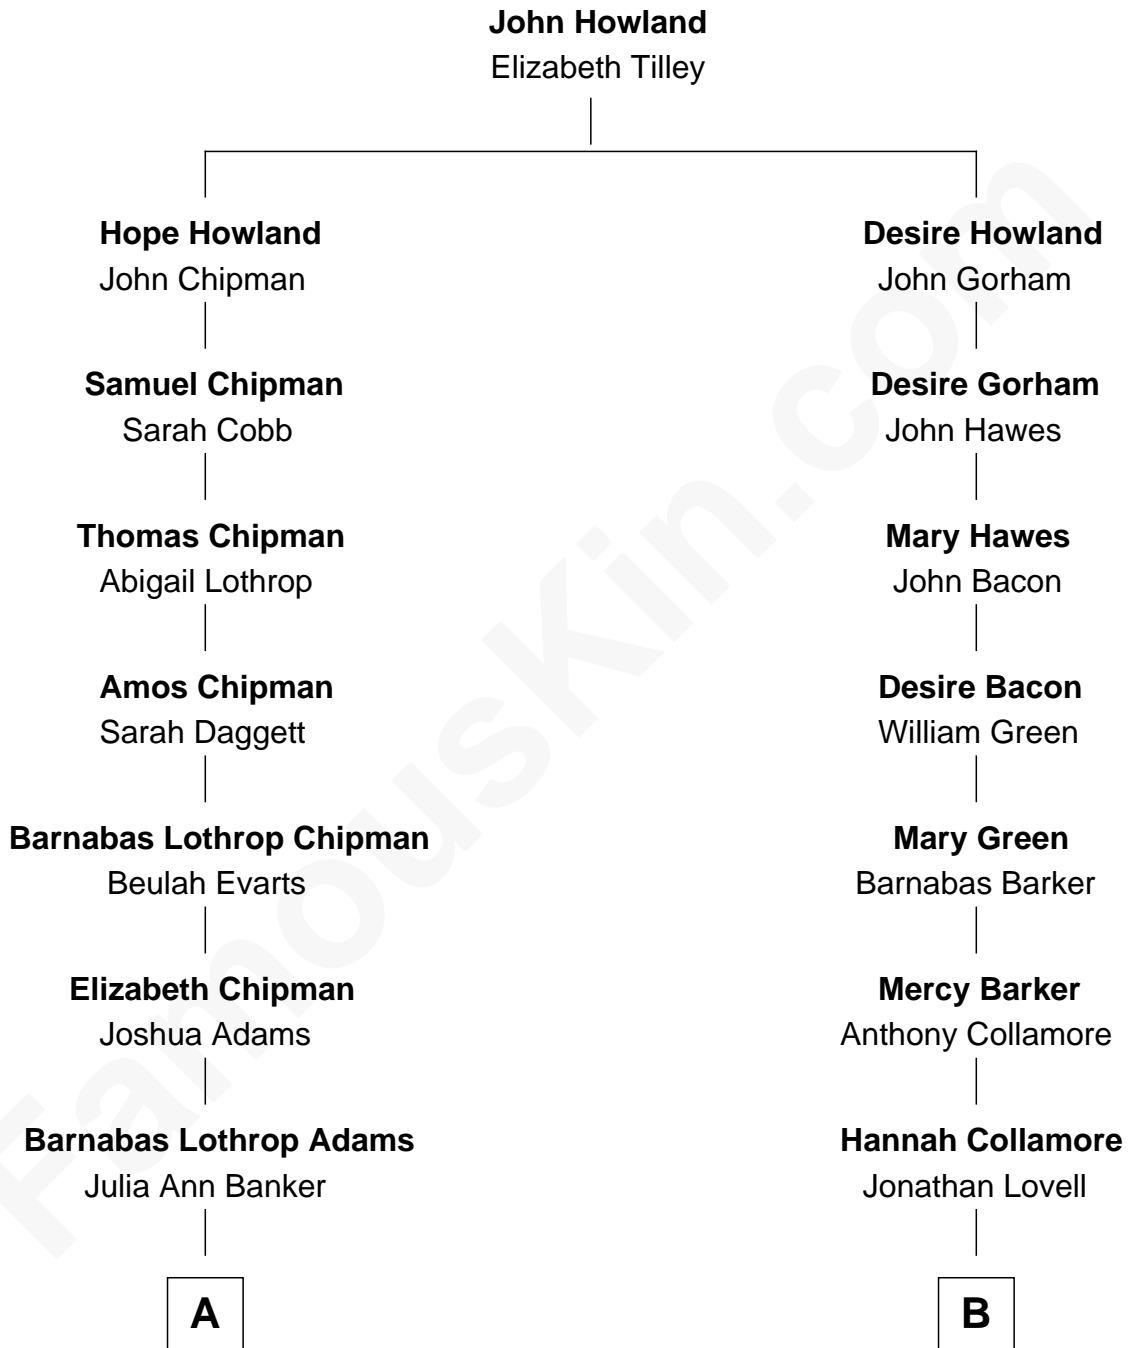 John Howland
Elizabeth Tilley
Hope Howland
John Chipman
Desire Howland
John Gorham
Samuel Chipman
Sarah Cobb
Desire Gorham
John Hawes
Thomas Chipman
Abigail Lothrop
Mary Hawes
John Bacon
Amos Chipman
Sarah Daggett
Desire Bacon
William Green
Barnabas Lothrop Chipman
Beulah Evarts
Mary Green
Barnabas Barker
Elizabeth Chipman
Joshua Adams
Mercy Barker
Anthony Collamore
Barnabas Lothrop Adams
Julia Ann Banker
Hannah Collamore
Jonathan Lovell
A
B
FamousKin.com